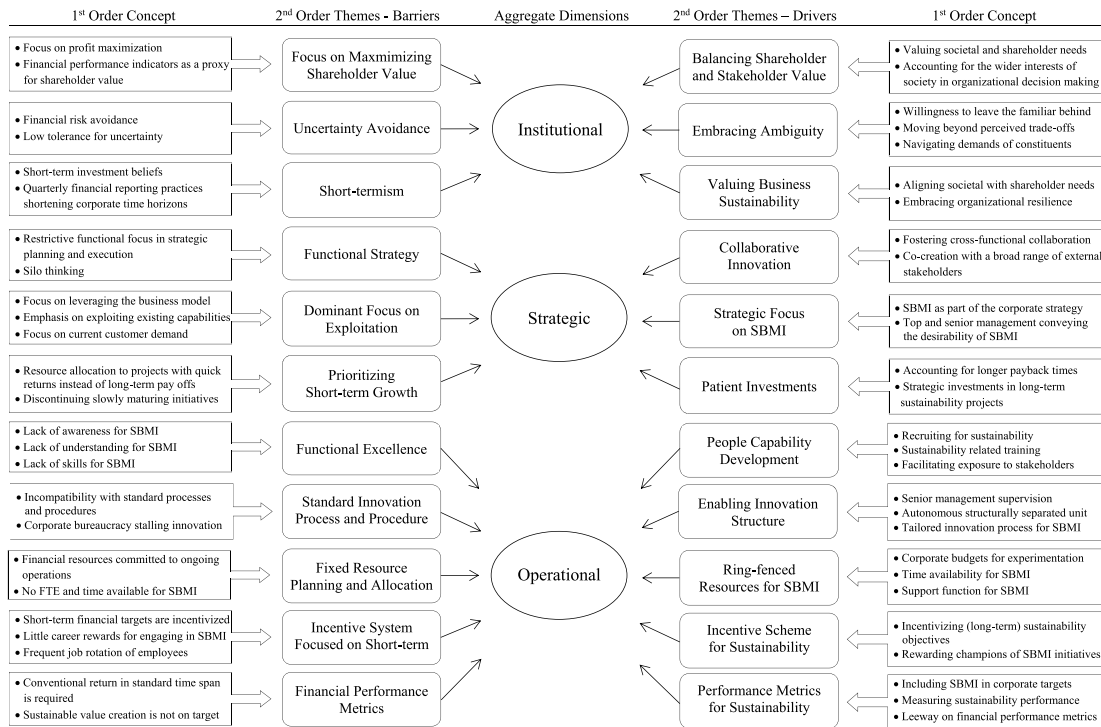 1st Order Concept
2nd Order Themes - Barriers
Aggregate Dimensions
2nd Order Themes – Drivers
1st Order Concept
• Focus on profit maximization
• Financial performance indicators as a proxy
for shareholder value
Focus on Maxmimizing
Shareholder Value
Balancing Shareholder
and Stakeholder Value
• Valuing societal and shareholder needs
• Accounting for the wider interests of
society in organizational decision making
• Financial risk avoidance
• Low tolerance for uncertainty
Uncertainty Avoidance
Institutional
Embracing Ambiguity
• Willingness to leave the familiar behind
• Moving beyond perceived trade-offs
• Navigating demands of constituents
• Short-term investment beliefs
• Quarterly financial reporting practices
shortening corporate time horizons
Short-termism
Valuing Business
Sustainability
• Aligning societal with shareholder needs
• Embracing organizational resilience
• Restrictive functional focus in strategic
planning and execution
• Silo thinking
Functional Strategy
Collaborative
Innovation
• Fostering cross-functional collaboration
• Co-creation with a broad range of external
stakeholders
• Focus on leveraging the business model
• Emphasis on exploiting existing capabilities
• Focus on current customer demand
Dominant Focus on
Exploitation
Strategic
Strategic Focus
on SBMI
• SBMI as part of the corporate strategy
• Top and senior management conveying
the desirability of SBMI
• Resource allocation to projects with quick
returns instead of long-term pay offs
• Discontinuing slowly maturing initiatives
Prioritizing
Short-term Growth
Patient Investments
• Accounting for longer payback times
• Strategic investments in long-term
sustainability projects
• Lack of awareness for SBMI
• Lack of understanding for SBMI
• Lack of skills for SBMI
Functional Excellence
People Capability
Development
• Recruiting for sustainability
• Sustainability related training
• Facilitating exposure to stakeholders
• Incompatibility with standard processes
and procedures
• Corporate bureaucracy stalling innovation
Standard Innovation
Process and Procedure
Enabling Innovation
Structure
• Senior management supervision
• Autonomous structurally separated unit
• Tailored innovation process for SBMI
• Financial resources committed to ongoing
operations
• No FTE and time available for SBMI
Fixed Resource
Planning and Allocation
Operational
Ring-fenced
Resources for SBMI
• Corporate budgets for experimentation
• Time availability for SBMI
• Support function for SBMI
• Short-term financial targets are incentivized
• Little career rewards for engaging in SBMI
• Frequent job rotation of employees
Incentive System
Focused on Short-term
Incentive Scheme
for Sustainability
• Incentivizing (long-term) sustainability
objectives
• Rewarding champions of SBMI initiatives
• Conventional return in standard time span
is required
• Sustainable value creation is not on target
Financial Performance
Metrics
Performance Metrics
for Sustainability
• Including SBMI in corporate targets
• Measuring sustainability performance
• Leeway on financial performance metrics